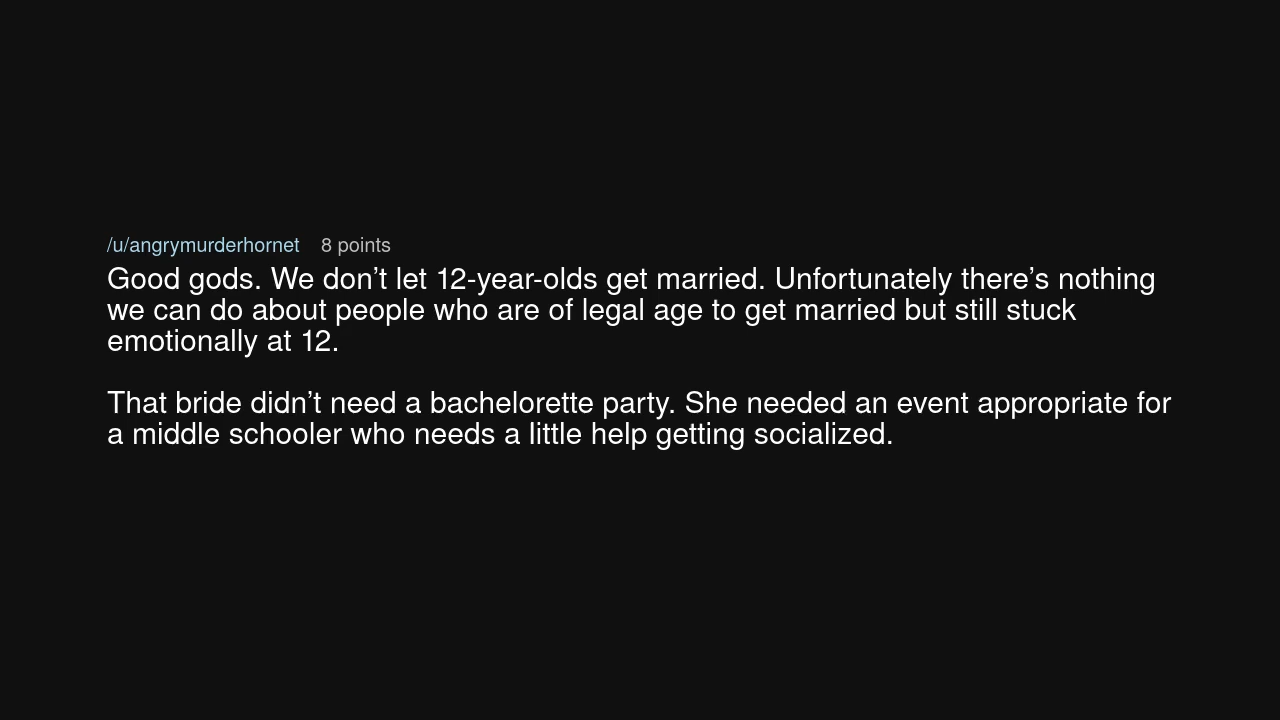 /u/angrymurderhornet 8 points
Good gods. We don’t let 12-year-olds get married. Unfortunately there’s nothing
we can do about people who are of legal age to get married but still stuck
emotionally at 12.
That bride didn’t need a bachelorette party. She needed an event appropriate for
a middle schooler who needs a little help getting socialized.